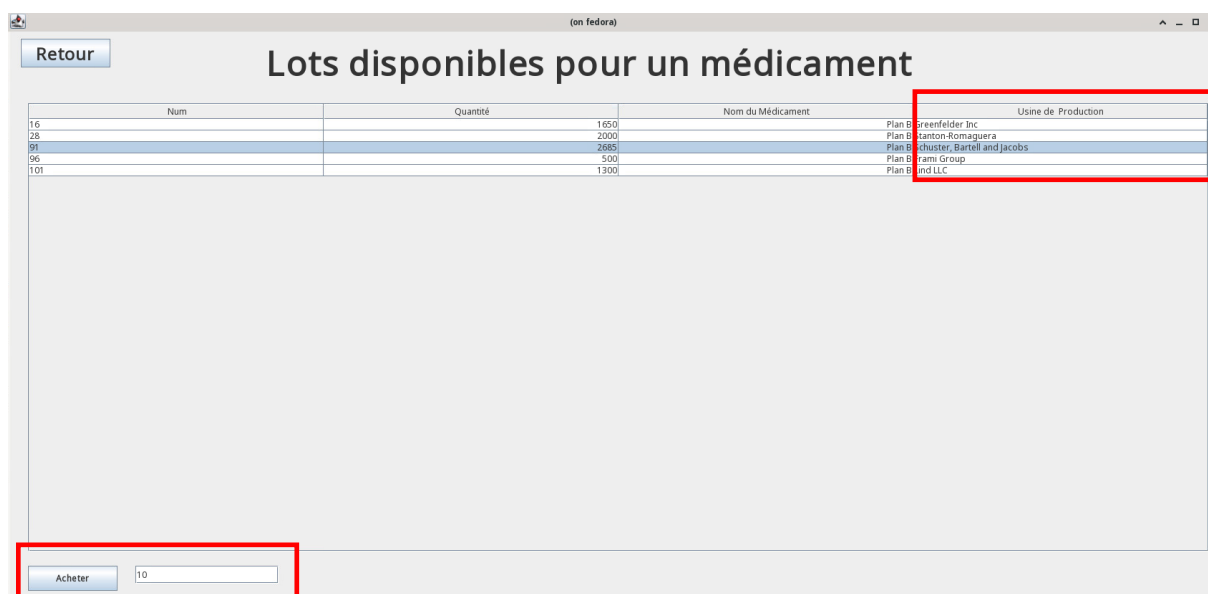 (on fedora)
Retour
Lots disponibles pour un médicament
Num Quantité Nom du Médicament Usine de Production
16 1650 Plan B Greenfelder Inc
28 2000 Plan B Stanton-Romaguera
91 2685 Plan B Schuster, Bartell and Jacobs
96 500 Plan B Group
101 1300 Plan B LLC
Acheter 10